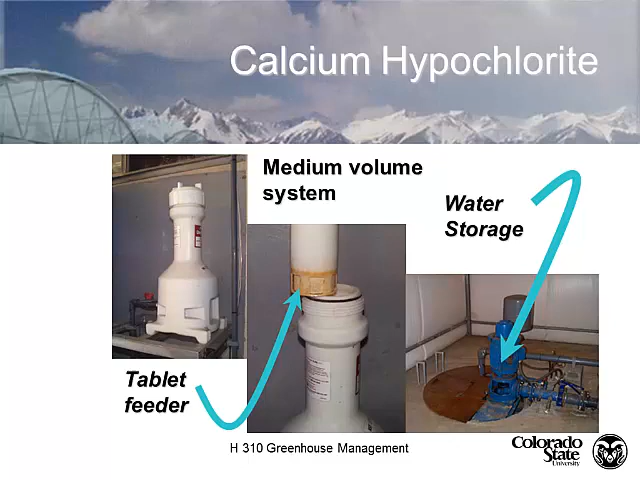 Calcium Hypochlorite
Medium volume
system
Water
Storage
Tablet
feeder
H 310 Greenhouse Management
Colorado
State
University